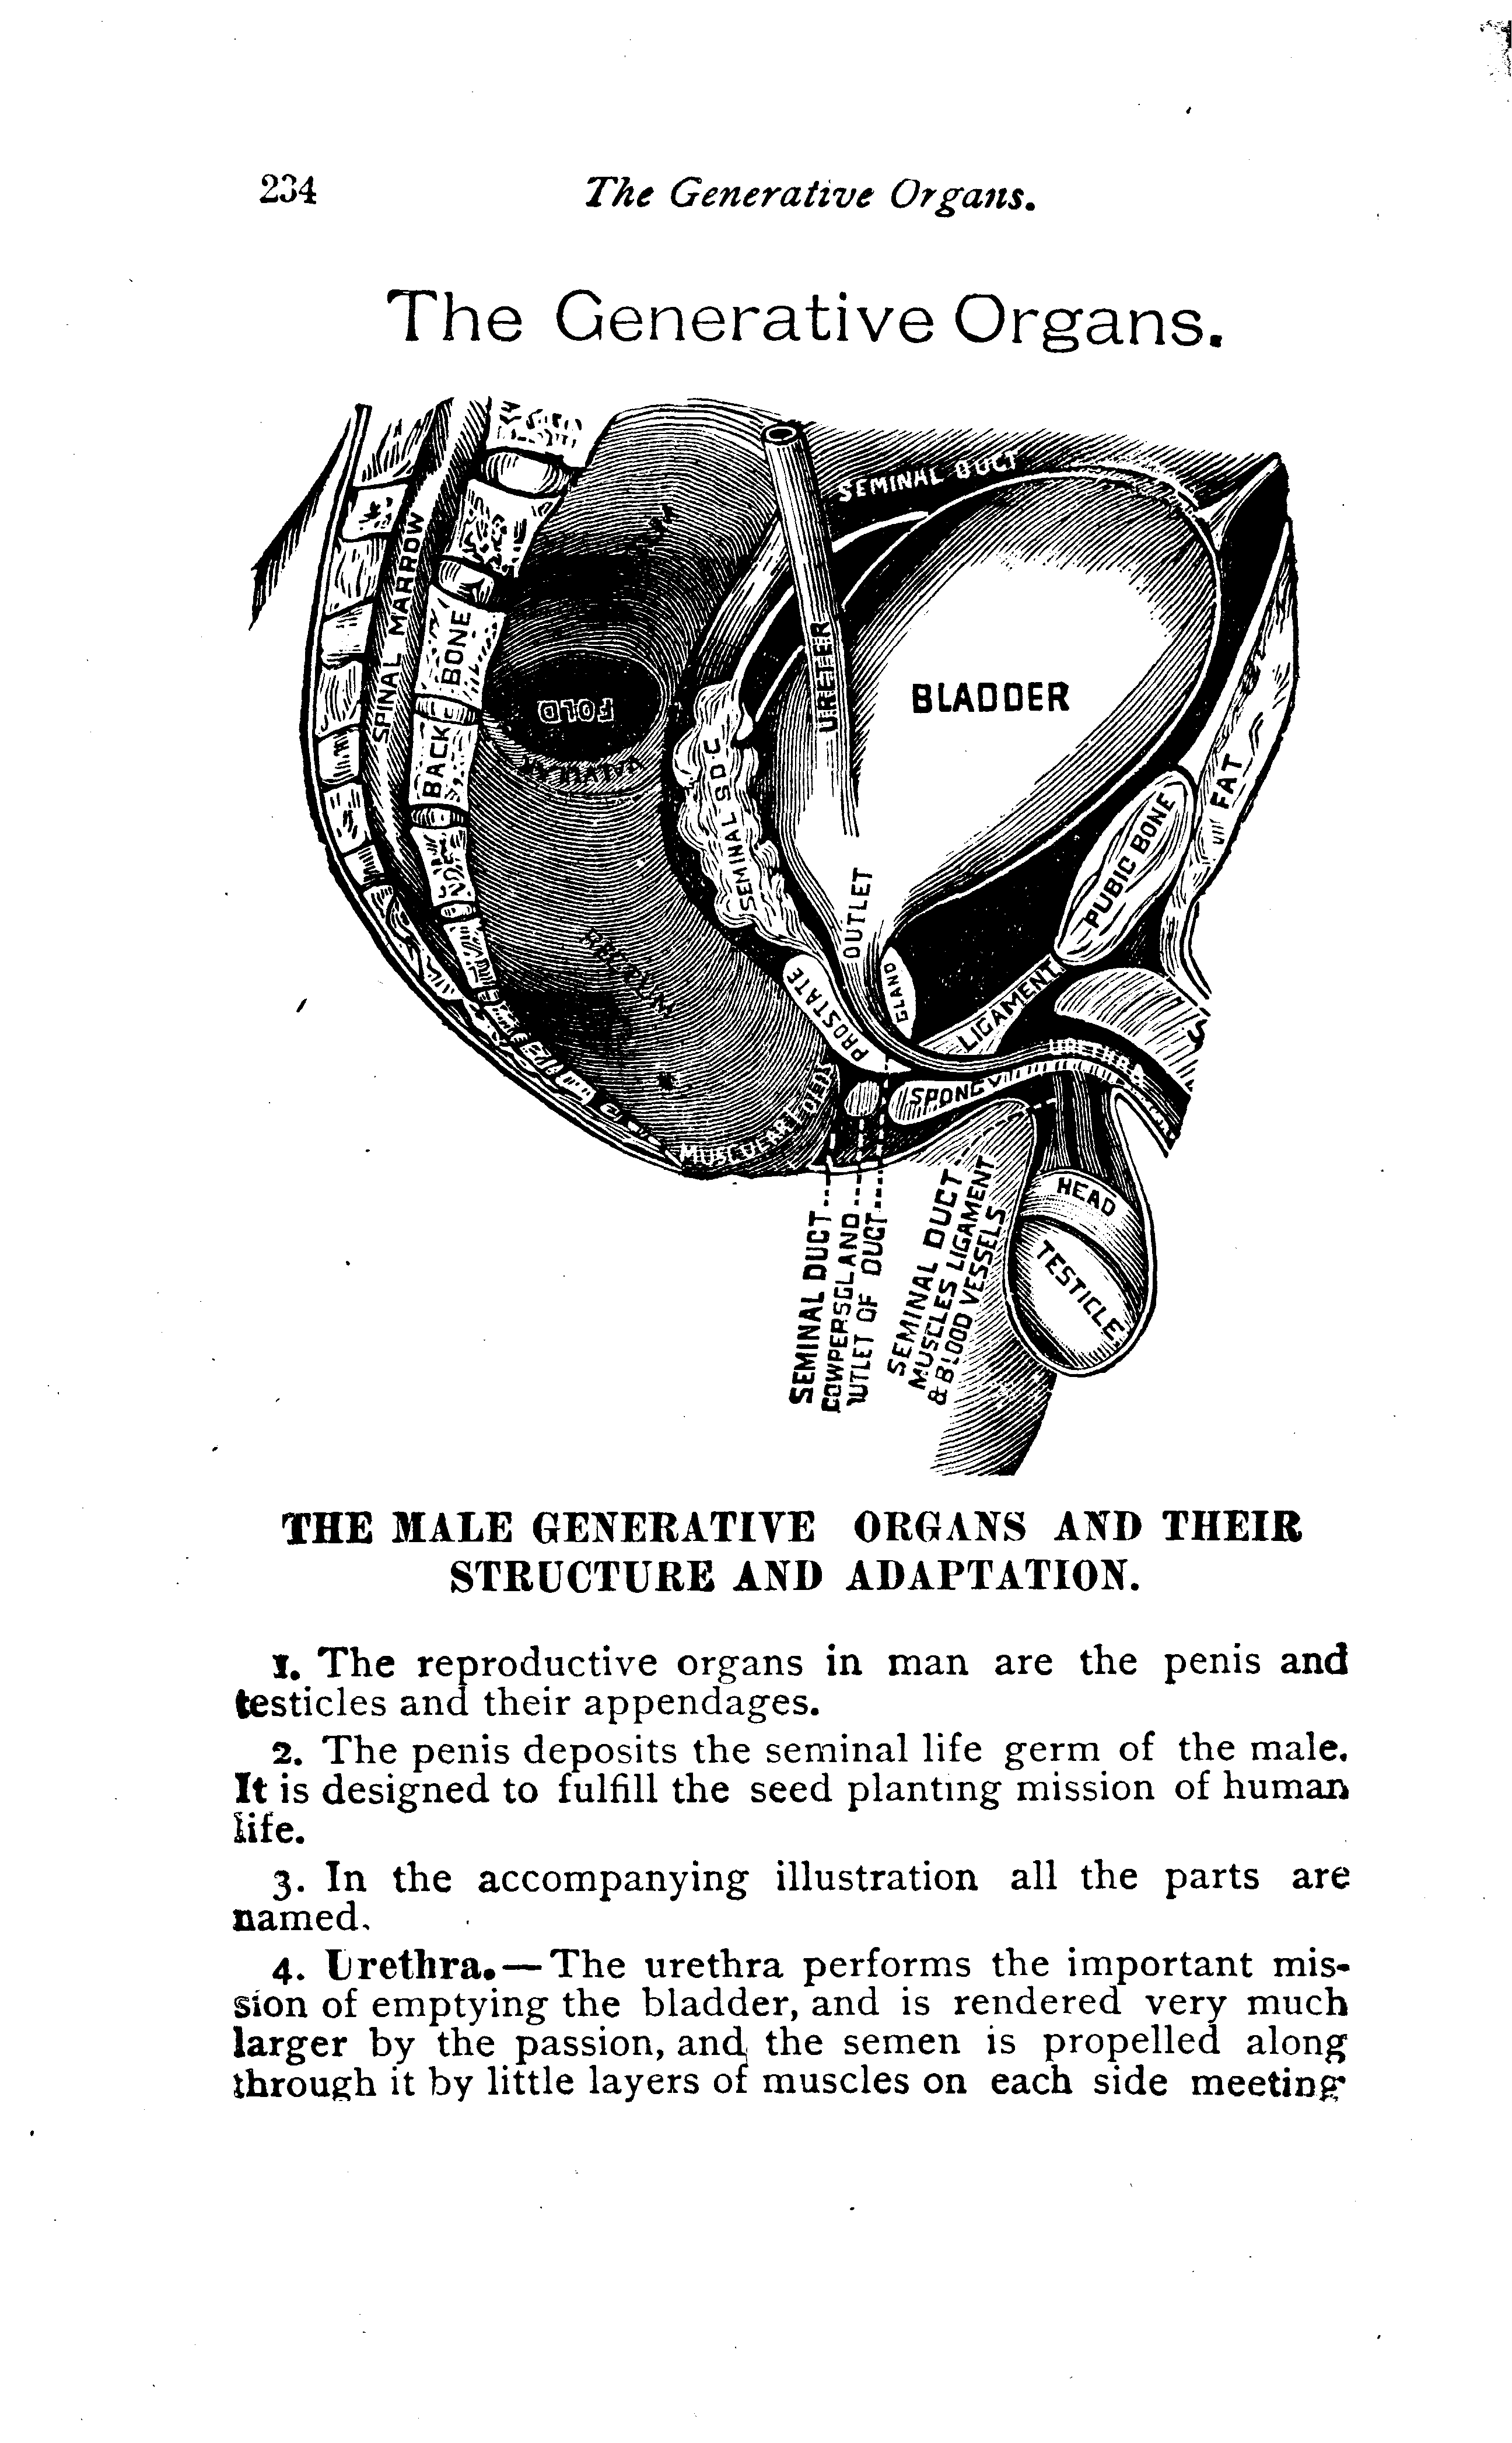 234
The Generative Organs.
The Generative Organs.
SEMINAL DUCT
SPINAL MARROW
BACK BONE
FOLD
VALVULAR
URETER
BLADDER
SEMINAL SDC
OUTLET
FAT
PUBIC BONE
RECTUM
PROSTATE
GLAND
LIGAMENT
URETHRA
SPONGY
HEAD
TESTICLE
SEMINAL DUCT
COWPERSGLAND
OUTLET OF DUCT
SEMINAL DUCT
MUSCLES LIGAMENT
& BLOOD VESSELS
THE MALE GENERATIVE ORGANS AND THEIR
STRUCTURE AND ADAPTATION.
1. The reproductive organs in man are the penis and
testicles and their appendages.
2. The penis deposits the seminal life germ of the male.
It is designed to fulfill the seed planting mission of human
life.
3. In the accompanying illustration all the parts are
named.
4. Urethra.—The urethra performs the important mis-
sion of emptying the bladder, and is rendered very much
larger by the passion, and the semen is propelled along
through it by little layers of muscles on each side meeting